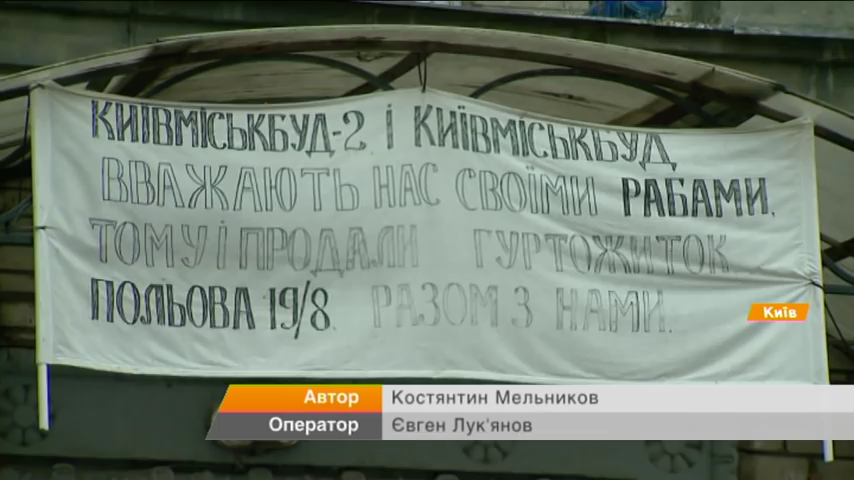 КИЇВМІСЬКБУД-2 І КИЇВМІСЬКБУД
ВВАЖАЮТЬ НАС СВОЇМИ РАБАМИ,
ТОМУ І ПРОДАЛИ ГУРТОЖИТОК
ПОЛЬОВА 19/8. РАЗОМ З НАМИ.
Київ
Автор Костянтин Мельников
Оператор Євген Лук'янов